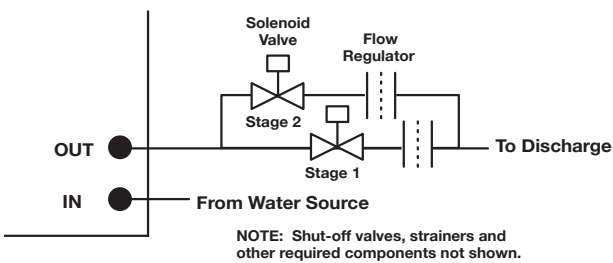 Solenoid
Valve
Flow
Regulator
Stage 2
OUT
To Discharge
Stage 1
IN
From Water Source
NOTE: Shut-off valves, strainers and
other required components not shown.